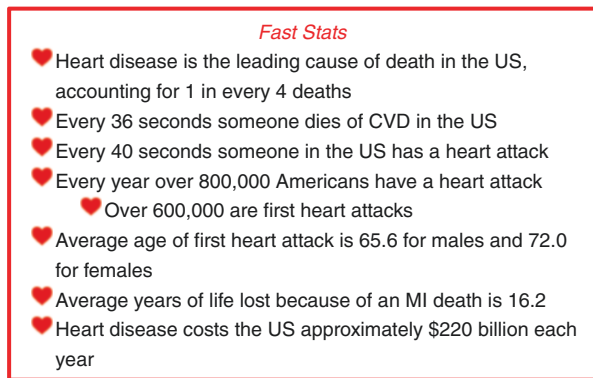 Fast Stats
Heart disease is the leading cause of death in the US,
accounting for 1 in every 4 deaths
Every 36 seconds someone dies of CVD in the US
Every 40 seconds someone in the US has a heart attack
Every year over 800,000 Americans have a heart attack
Over 600,000 are first heart attacks
Average age of first heart attack is 65.6 for males and 72.0
for females
Average years of life lost because of an MI death is 16.2
Heart disease costs the US approximately $220 billion each
year